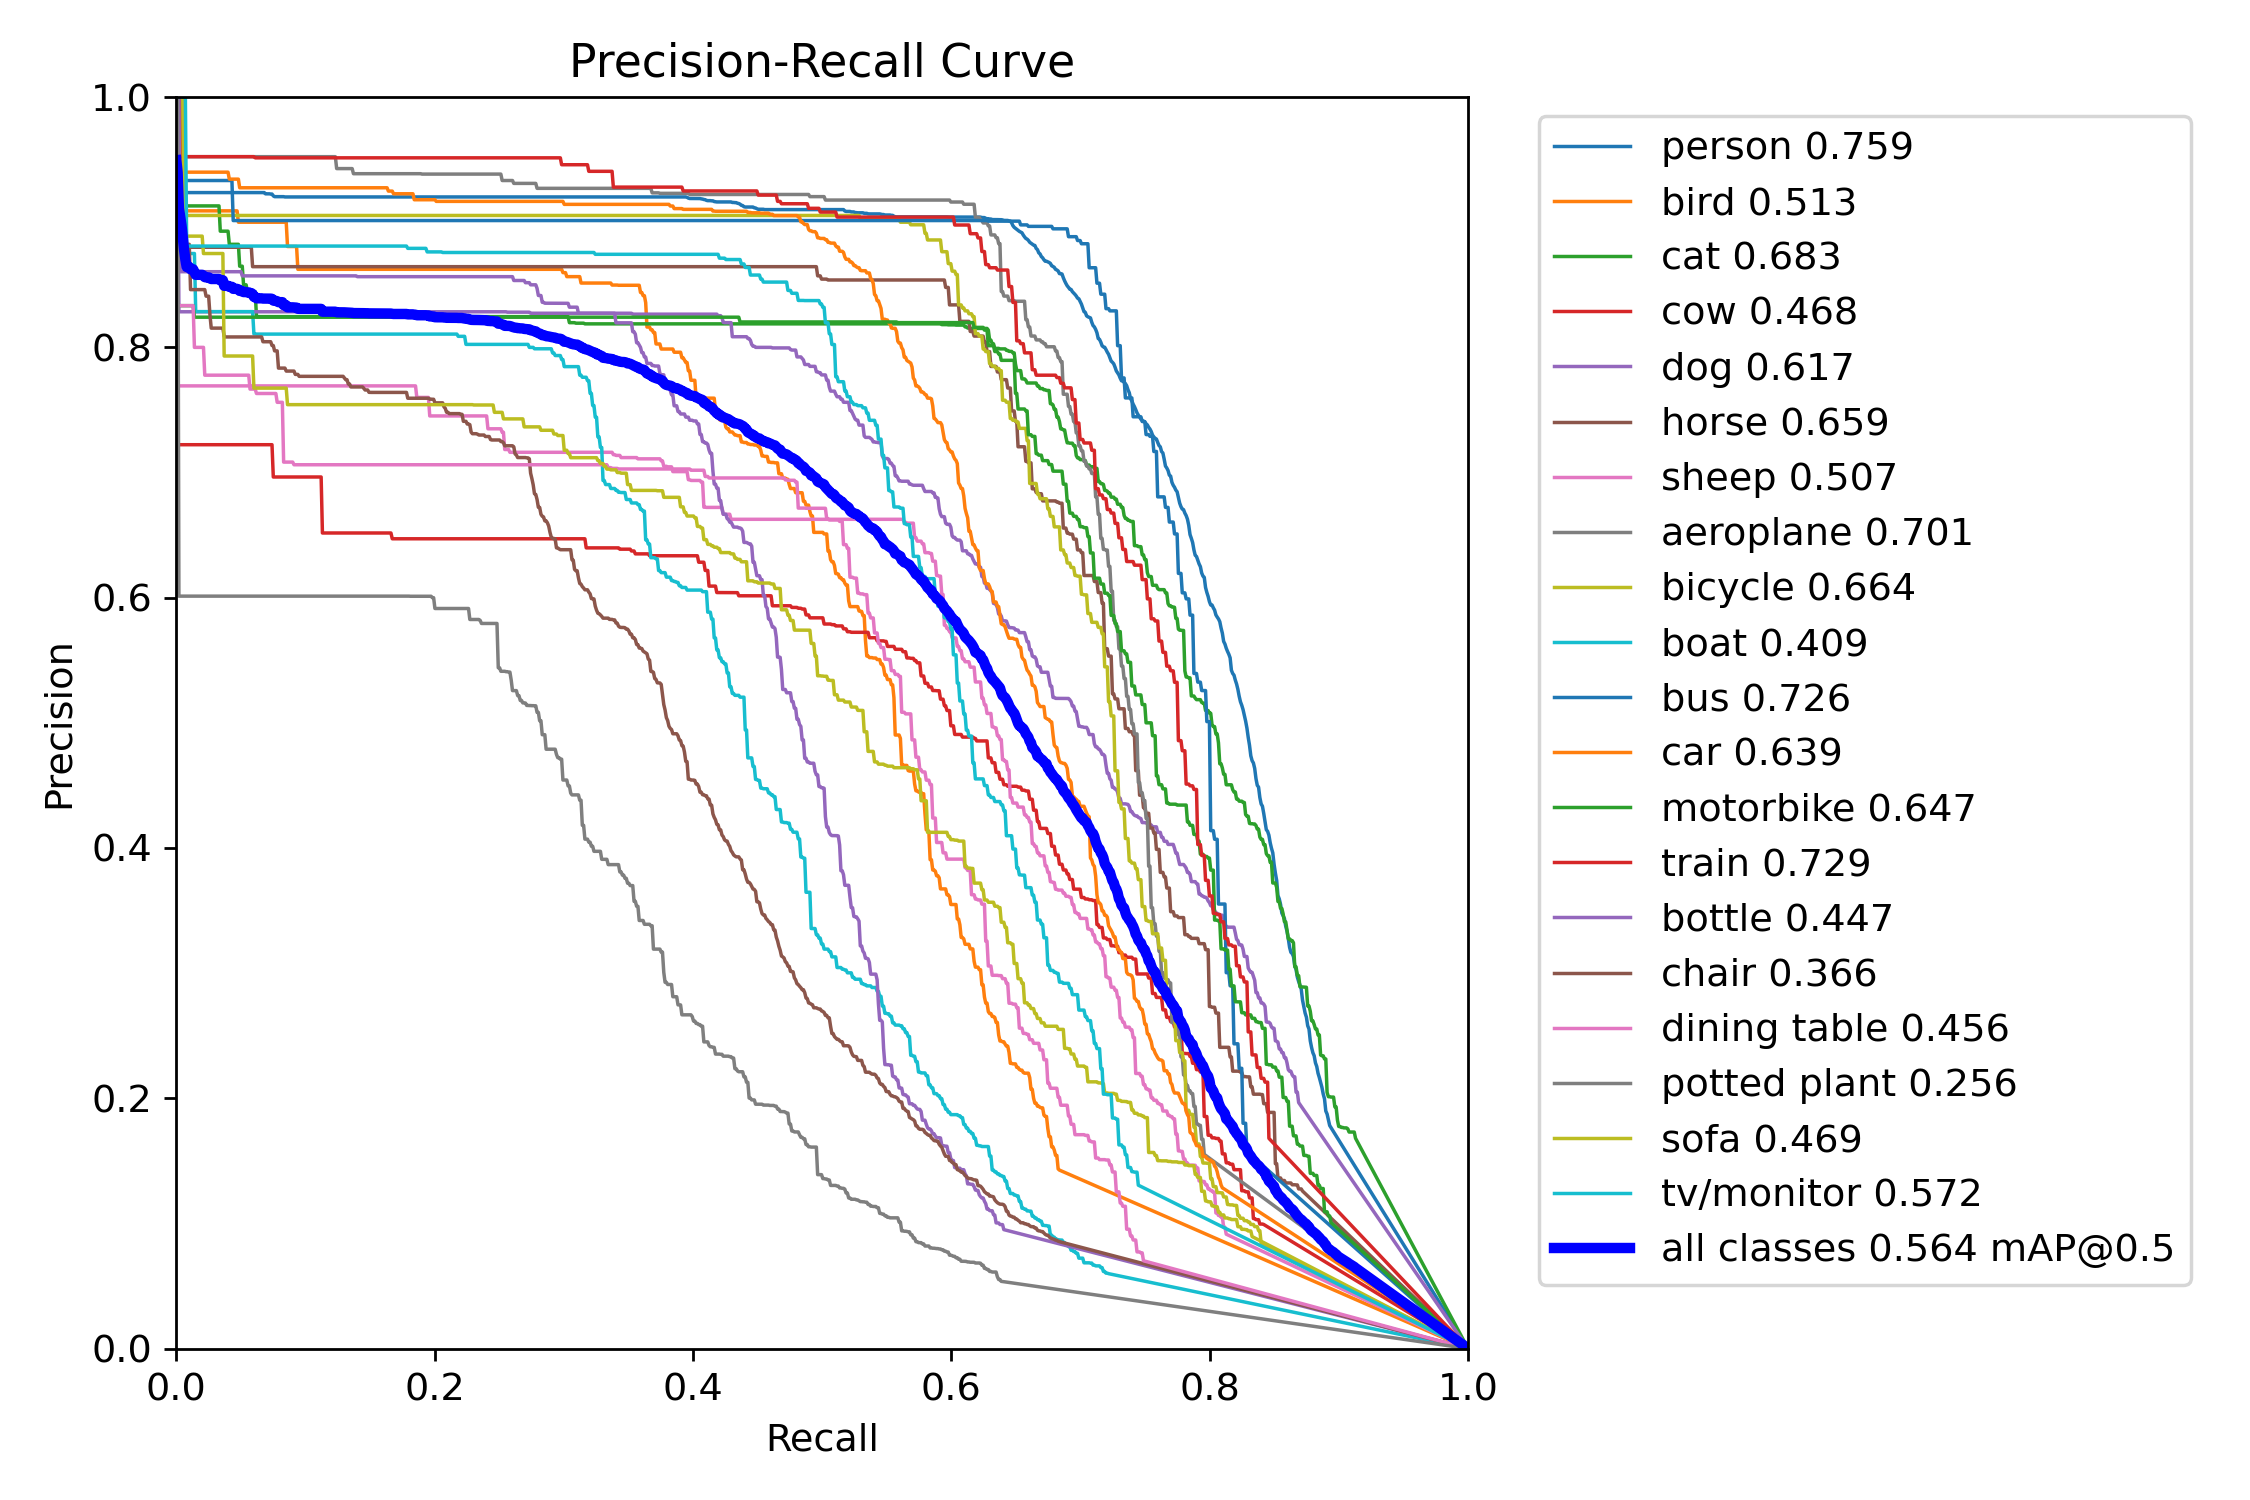 Precision-Recall Curve
1.0
0.8
0.6
0.4
0.2
0.0
Precision
0.0 0.2 0.4 0.6 0.8 1.0
Recall
person 0.759
bird 0.513
cat 0.683
cow 0.468
dog 0.617
horse 0.659
sheep 0.507
aeroplane 0.701
bicycle 0.664
boat 0.409
bus 0.726
car 0.639
motorbike 0.647
train 0.729
bottle 0.447
chair 0.366
dining table 0.456
potted plant 0.256
sofa 0.469
tv/monitor 0.572
all classes 0.564 mAP@0.5